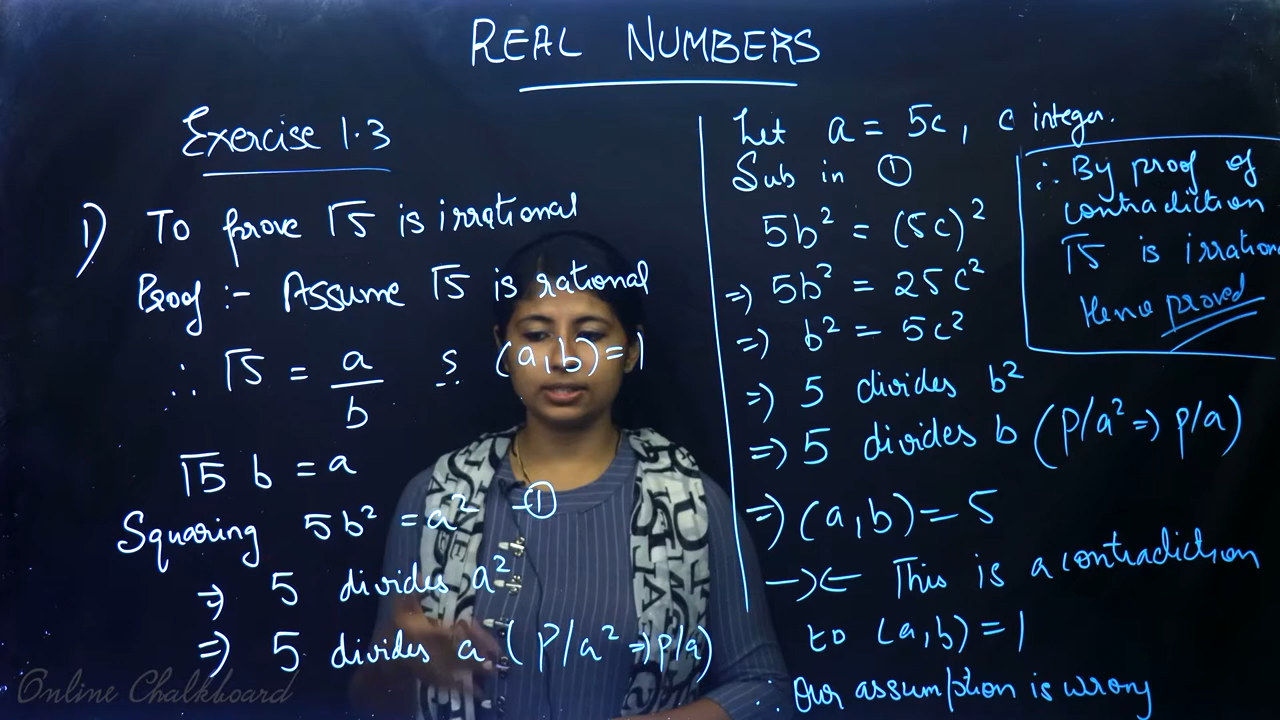 REAL NUMBERS
Exercise 1.3
1) To prove √5 is irrational
Proof :- Assume √5 is rational
∴ √5 = a/b s. (a,b)=1
√5 b = a
Squaring 5b² = a² –①
⇒ 5 divides a²
⇒ 5 divides a (P/a² ⇒ p/a)
Let a = 5c, c integer.
Sub in ①
5b² = (5c)²
⇒ 5b² = 25c²
⇒ b² = 5c²
⇒ 5 divides b²
⇒ 5 divides b (P/a² ⇒ p/a)
⇒ (a,b) = 5
→← This is a contradiction
to (a,b) = 1
∴ Our assumption is wrong
∴ By proof of
contradiction
√5 is irration
Hence proved
Online Chalkboard